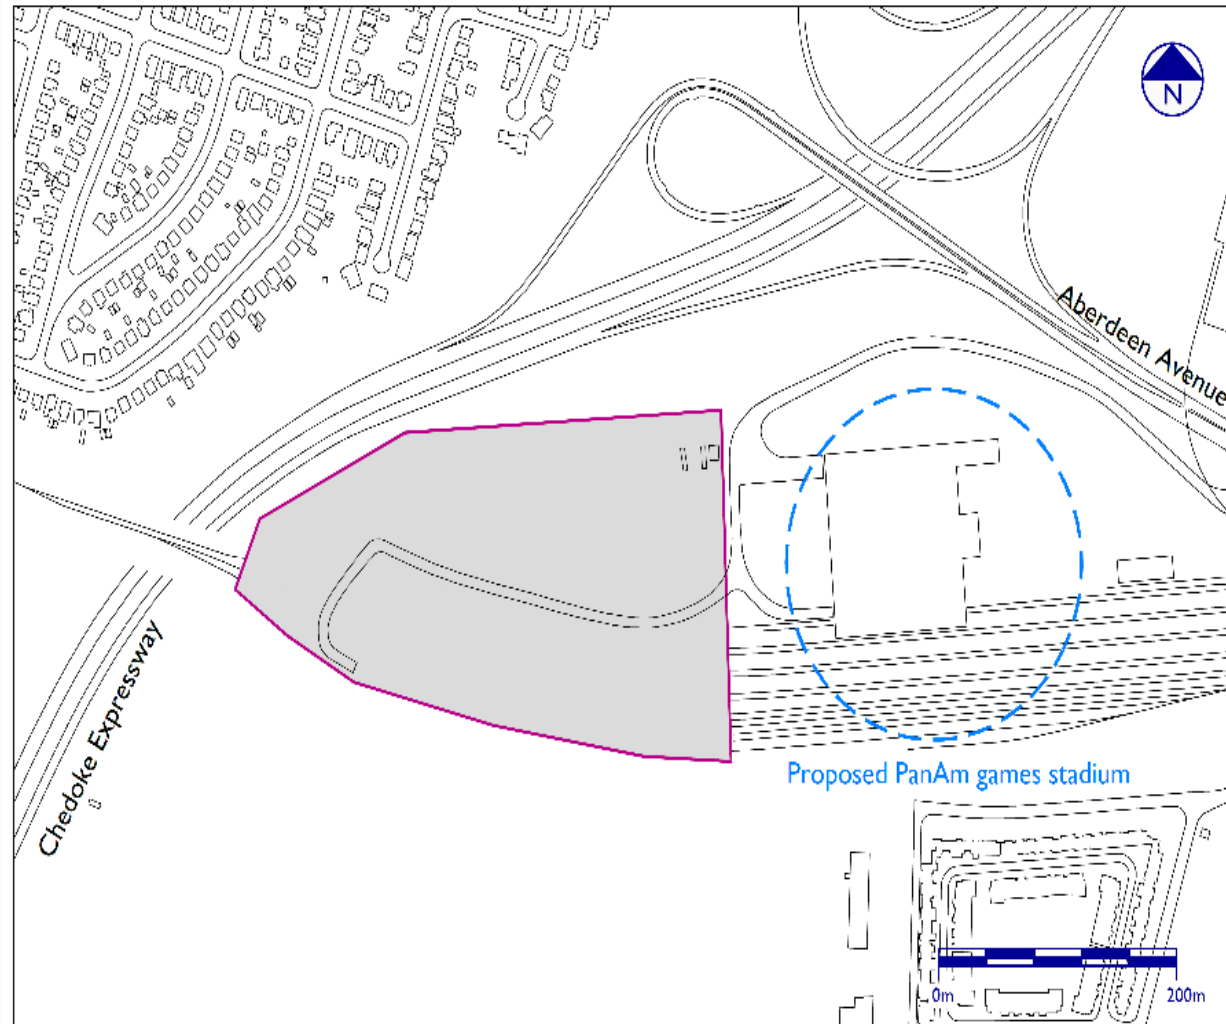 N
Aberdeen Avenue
Chedoke Expressway
Proposed PanAm games stadium
0m
200m